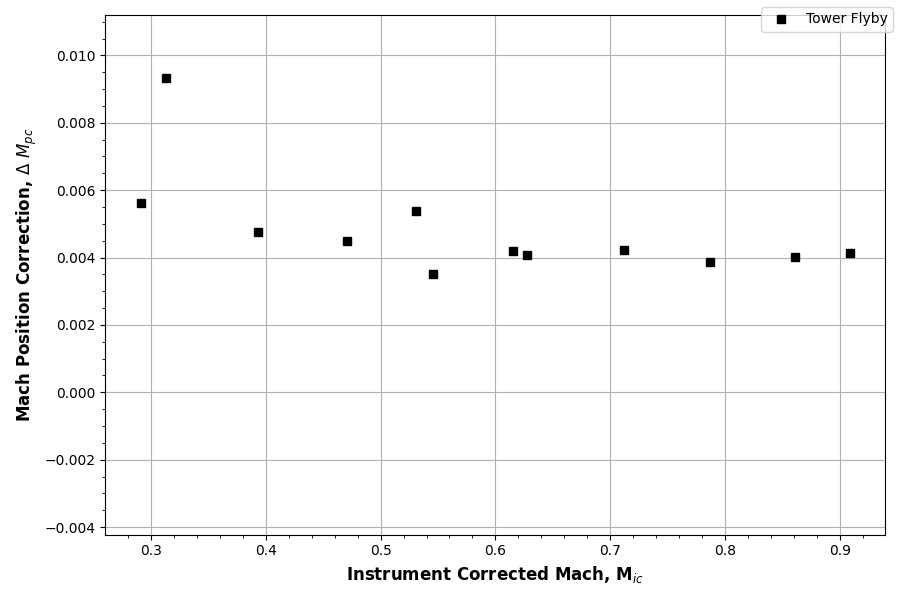 Tower Flyby
0.010
0.008
0.006
0.004
0.002
0.000
−0.002
−0.004
Mach Position Correction, Δ M_pc
0.3 0.4 0.5 0.6 0.7 0.8 0.9
Instrument Corrected Mach, M_ic